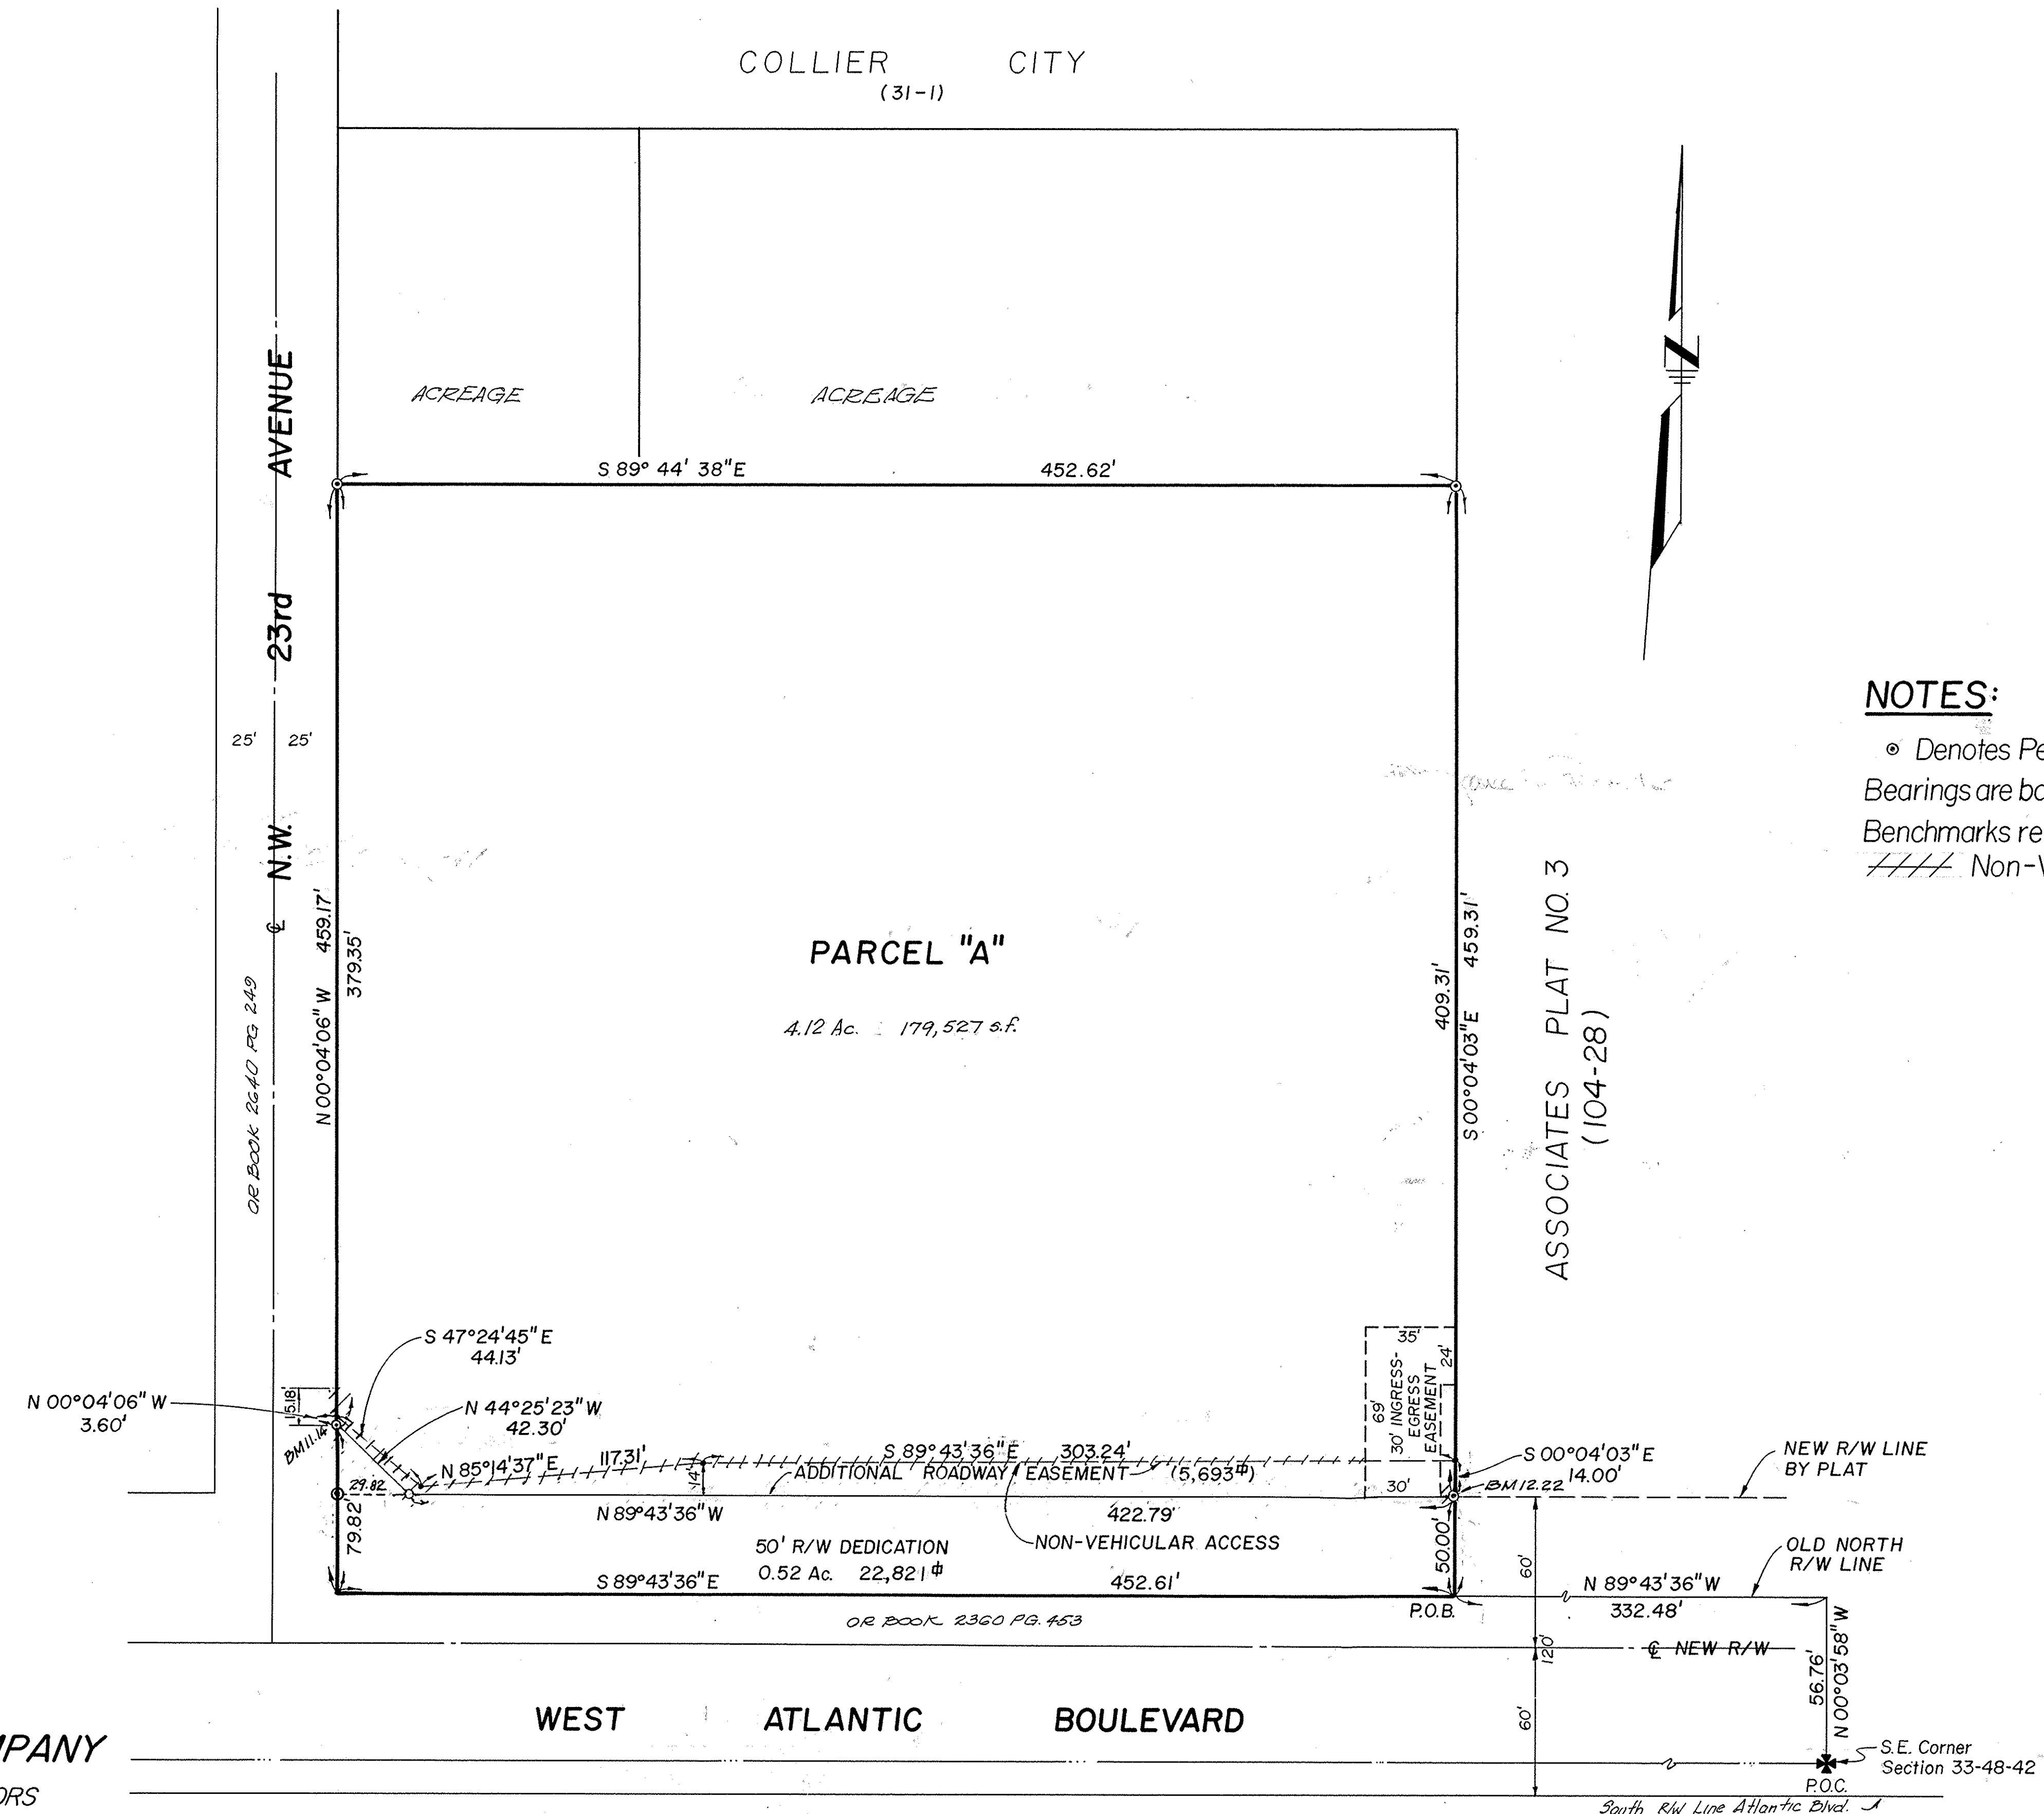 COLLIER CITY
(31-1)
ACREAGE
ACREAGE
S 89° 44' 38" E 452.62'
N.W. 23rd AVENUE
℄
25' 25'
OR BOOK 2640 PG 249
N 00°04'06" W 459.17'
379.35'
PARCEL "A"
4.12 Ac. 179,527 s.f.
409.31'
S 00°04'03" E 459.31'
ASSOCIATES PLAT NO. 3
(104-28)
NOTES:
Denotes Pe
Bearings are ba
Benchmarks re
Non-V
S 47°24'45" E
44.13'
N 00°04'06" W
3.60'
15.18'
BM 11.14
N 44°25'23" W
42.30'
N 85°14'37" E 117.31'
14'
S 89°43'36" E 303.24'
ADDITIONAL ROADWAY EASEMENT (5,693⏍)
35'
24'
69'
30' INGRESS-
EGRESS
EASEMENT
30'
S 00°04'03" E
14.00'
BM 12.22
NEW R/W LINE
BY PLAT
29.82
79.82'
N 89°43'36" W 422.79'
NON-VEHICULAR ACCESS
50' R/W DEDICATION
0.52 Ac. 22,821⏍
50.00'
S 89°43'36" E 452.61'
P.O.B.
OLD NORTH
R/W LINE
N 89°43'36" W
332.48'
OR BOOK 2360 PG. 453
60'
120'
60'
℄ NEW R/W
56.76'
N 00°03'58" W
WEST ATLANTIC BOULEVARD
MPANY
ORS
S.E. Corner
Section 33-48-42
P.O.C.
South R/W Line Atlantic Blvd.